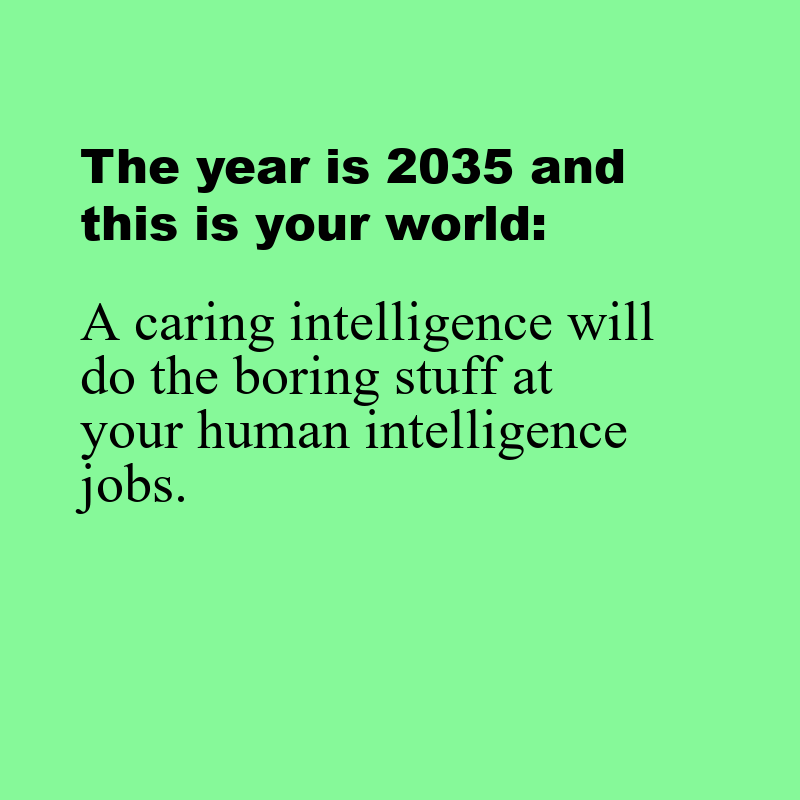 The year is 2035 and
this is your world:
A caring intelligence will
do the boring stuff at
your human intelligence
jobs.